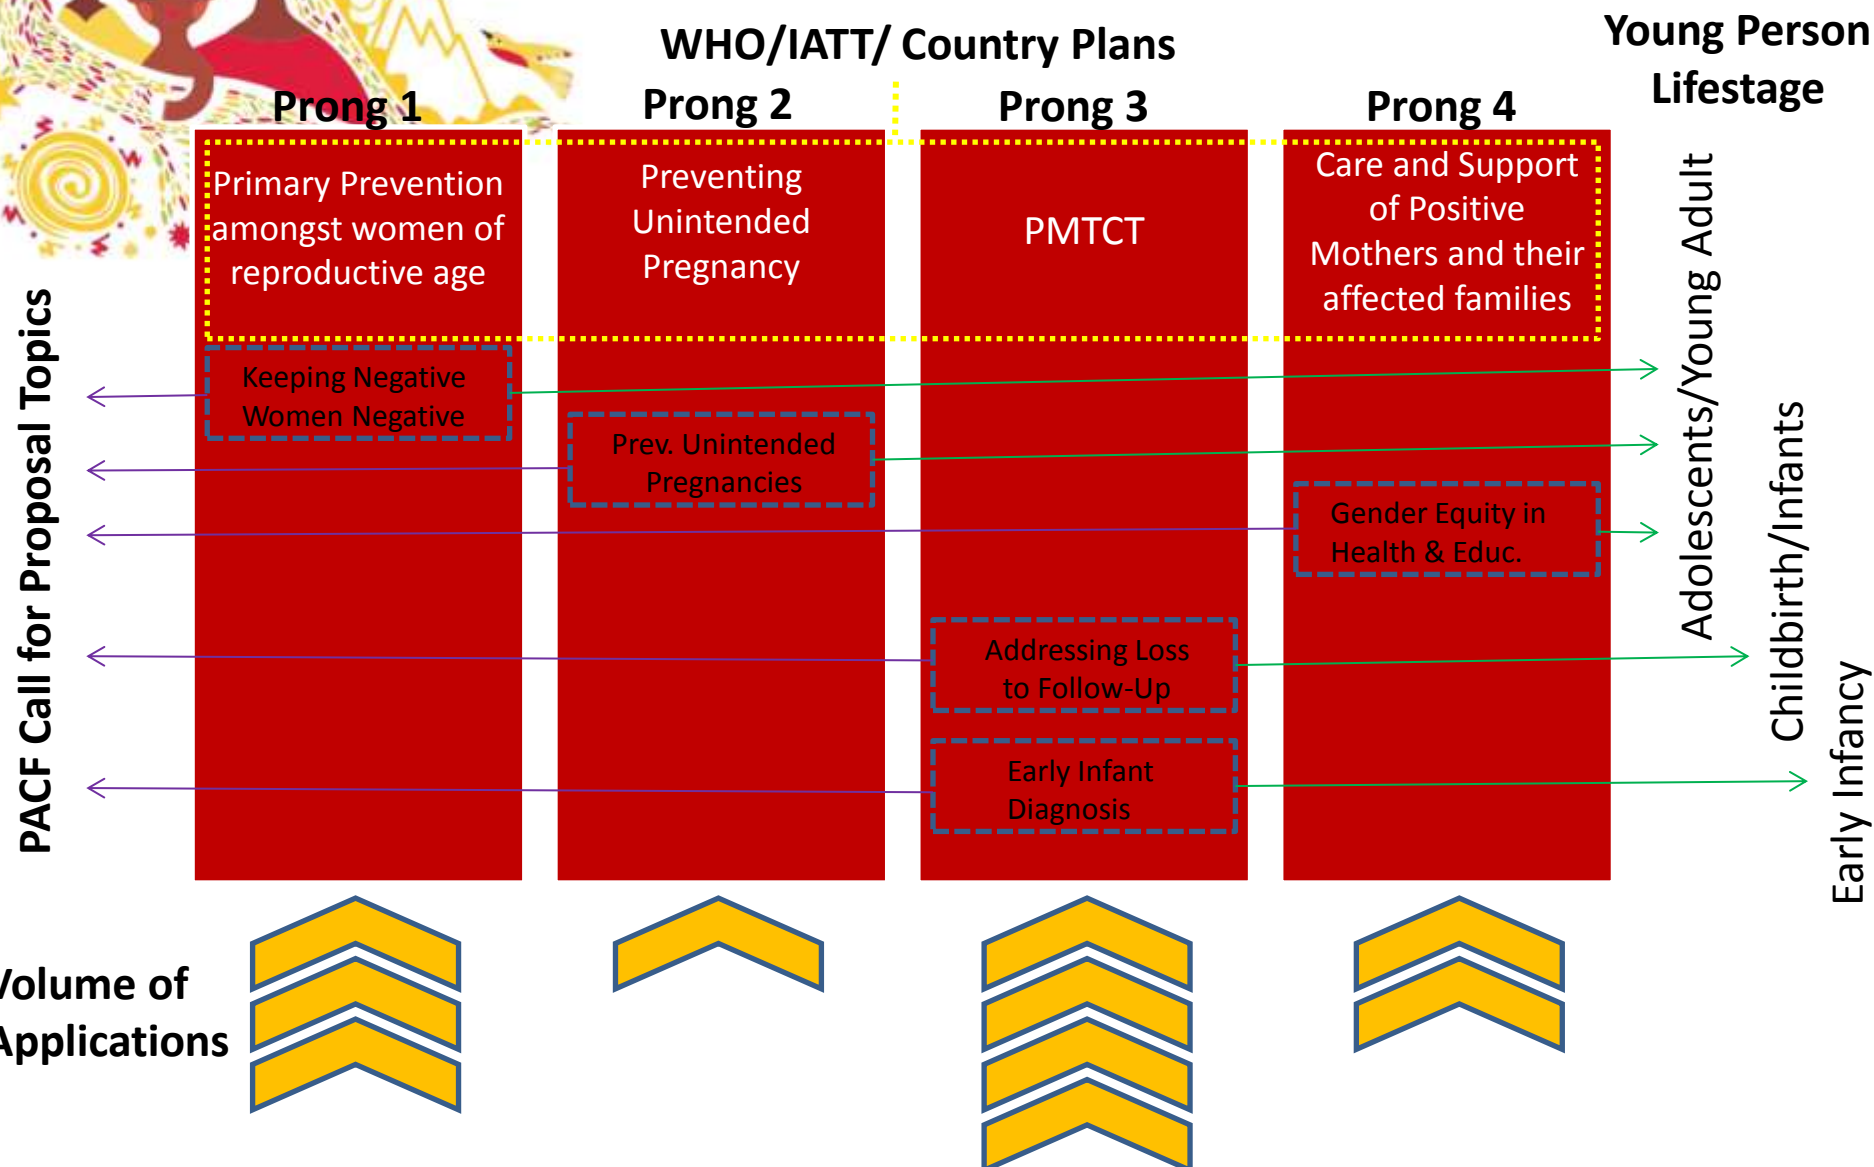 WHO/IATT/ Country Plans
Young Person
Lifestage
Prong 1
Prong 2
Prong 3
Prong 4
Primary Prevention
amongst women of
reproductive age
Preventing
Unintended
Pregnancy
PMTCT
Care and Support
of Positive
Mothers and their
affected families
PACF Call for Proposal Topics
Keeping Negative
Women Negative
Prev. Unintended
Pregnancies
Gender Equity in
Health & Educ.
Addressing Loss
to Follow-Up
Early Infant
Diagnosis
Adolescents/Young Adult
Childbirth/Infants
Early Infancy
Volume of
Applications